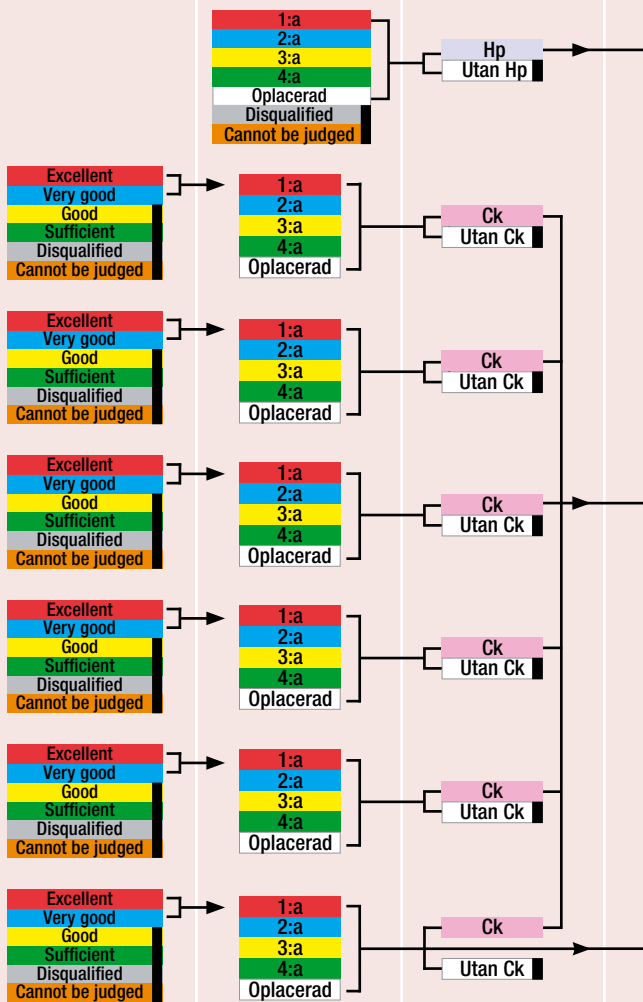 1:a
2:a
3:a
4:a
Oplacerad
Disqualified
Cannot be judged
Hp
Utan Hp
Excellent
Very good
Good
Sufficient
Disqualified
Cannot be judged
1:a
2:a
3:a
4:a
Oplacerad
Ck
Utan Ck
Excellent
Very good
Good
Sufficient
Disqualified
Cannot be judged
1:a
2:a
3:a
4:a
Oplacerad
Ck
Utan Ck
Excellent
Very good
Good
Sufficient
Disqualified
Cannot be judged
1:a
2:a
3:a
4:a
Oplacerad
Ck
Utan Ck
Excellent
Very good
Good
Sufficient
Disqualified
Cannot be judged
1:a
2:a
3:a
4:a
Oplacerad
Ck
Utan Ck
Excellent
Very good
Good
Sufficient
Disqualified
Cannot be judged
1:a
2:a
3:a
4:a
Oplacerad
Ck
Utan Ck
Excellent
Very good
Good
Sufficient
Disqualified
Cannot be judged
1:a
2:a
3:a
4:a
Oplacerad
Ck
Utan Ck